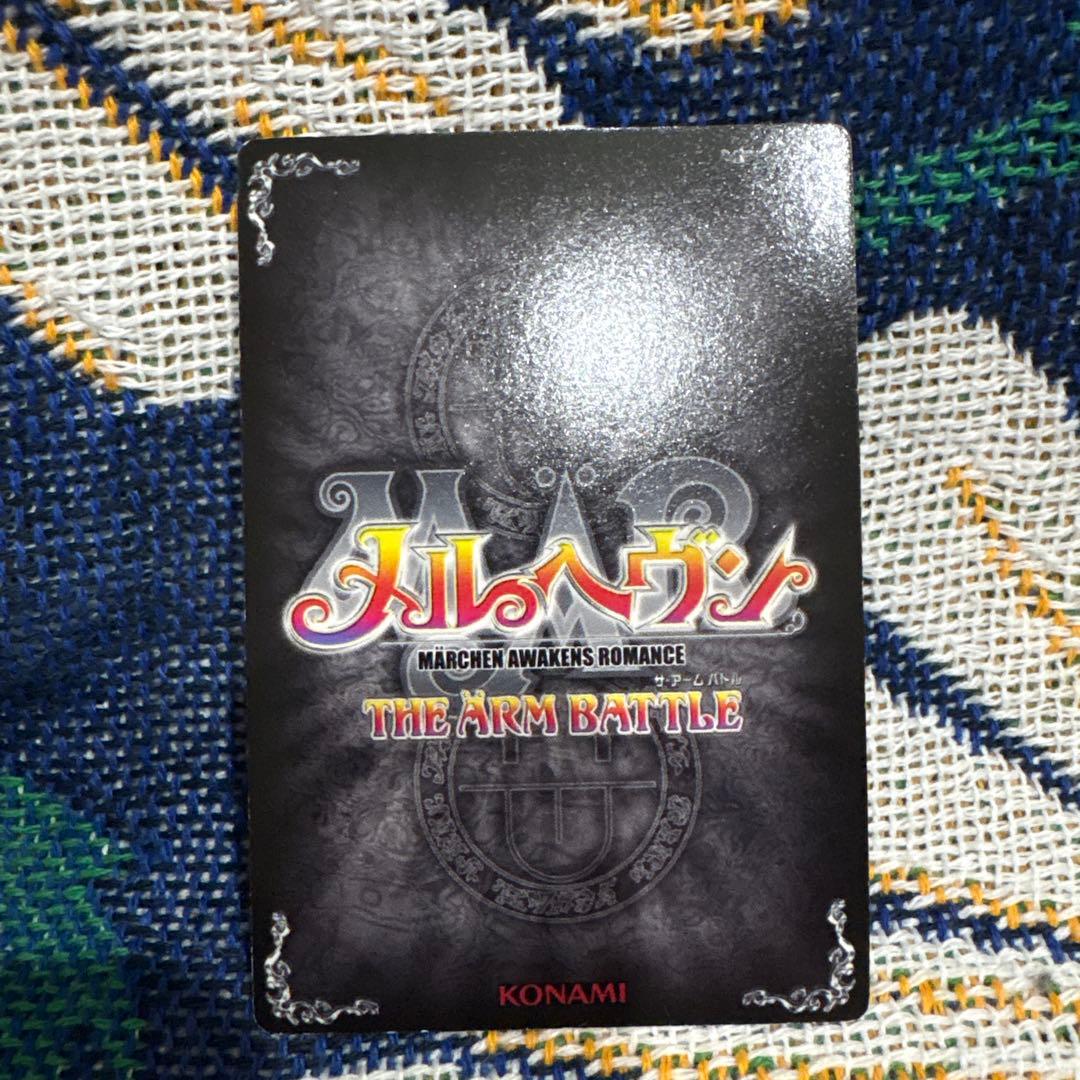 MÄR
メルヘヴン
MÄRCHEN AWAKENS ROMANCE
ザ・アームバトル
THE ÄRM BATTLE
KONAMI